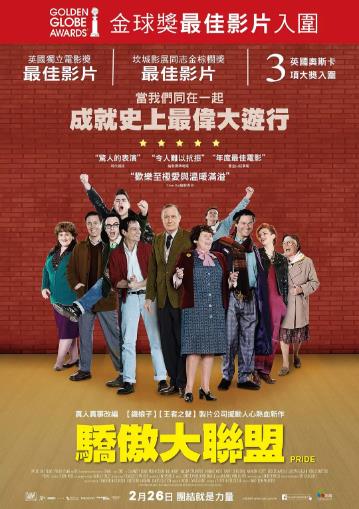 GOLDEN
GLOBE
AWARDS
金球獎最佳影片入圍
英國獨立電影獎
最佳影片
坎城影展同志金棕櫚獎
最佳影片
3
英國奧斯卡
項大獎入圍
當我們同在一起
成就史上最偉大遊行
"驚人的表演"
"令人難以抗拒"
"年度最佳電影"
"歡樂至極愛與溫暖滿溢"
真人真事改編 【鐵娘子】【王者之聲】製片公司撼動人心熱血新作
驕傲大聯盟
PRIDE
2月26日 團結就是力量